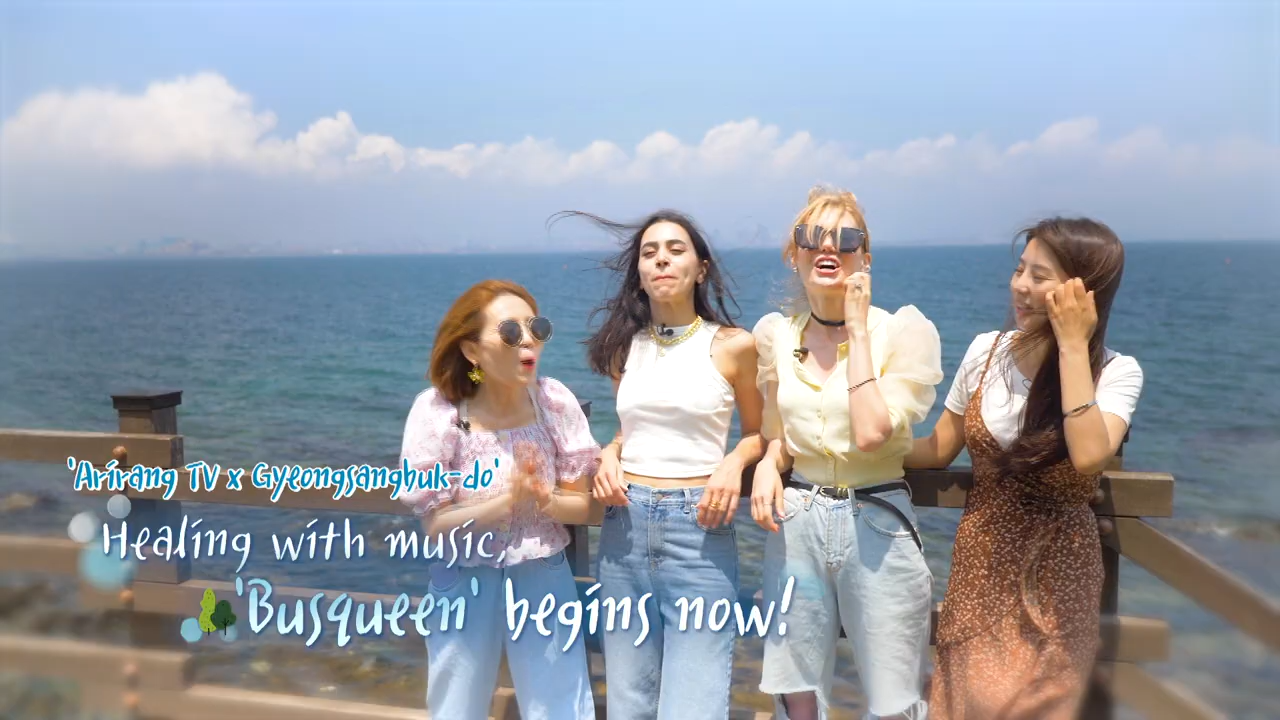 'Arirang TV x Gyeongsangbuk-do'
Healing with music,
'Busqueen' begins now!